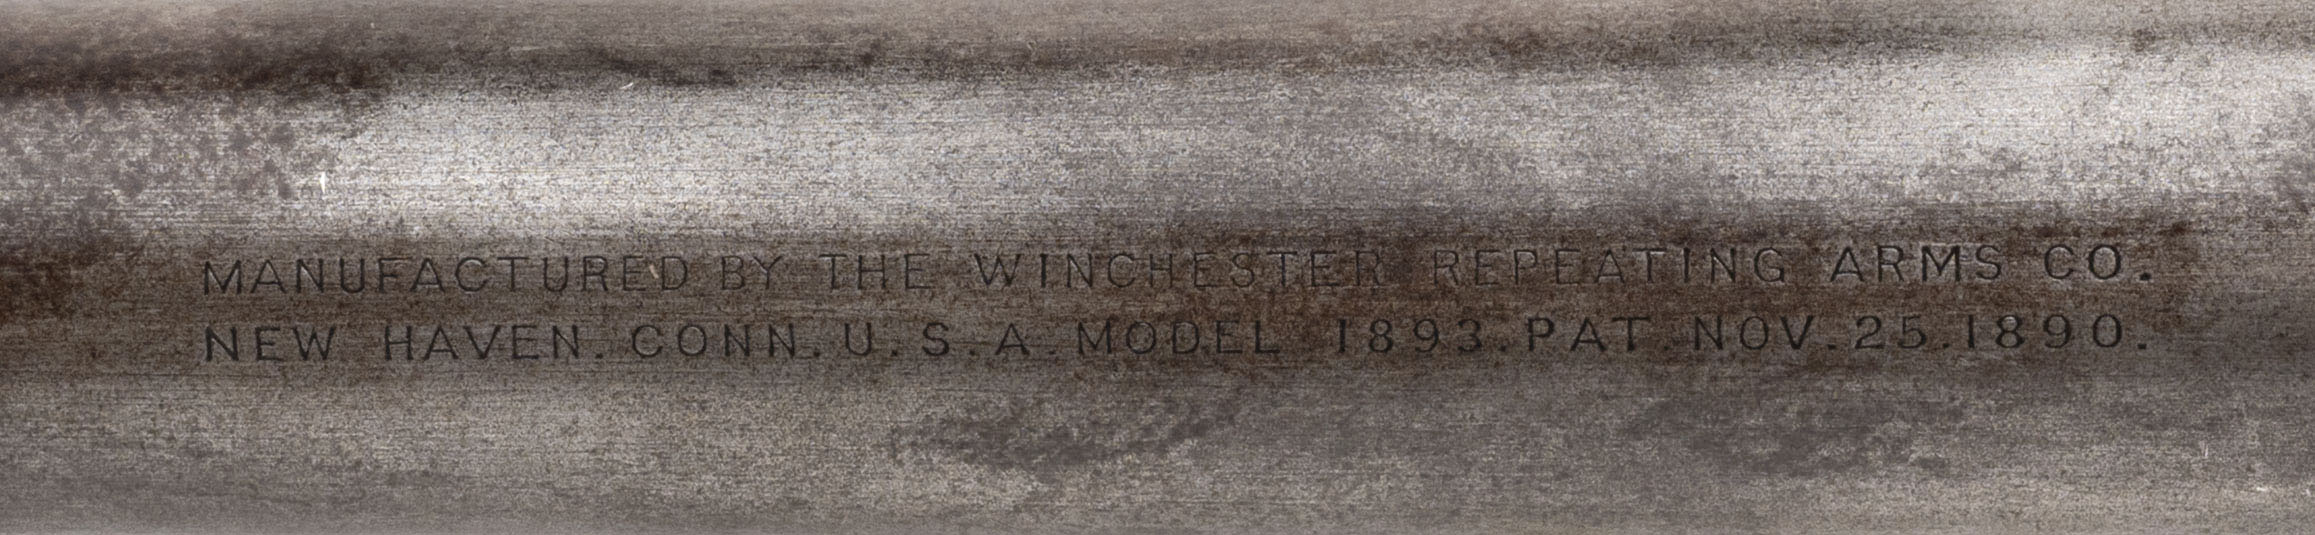 MANUFACTURED BY THE WINCHESTER REPEATING ARMS CO.
NEW HAVEN. CONN. U.S.A. MODEL 1893. PAT. NOV. 25. 1890.